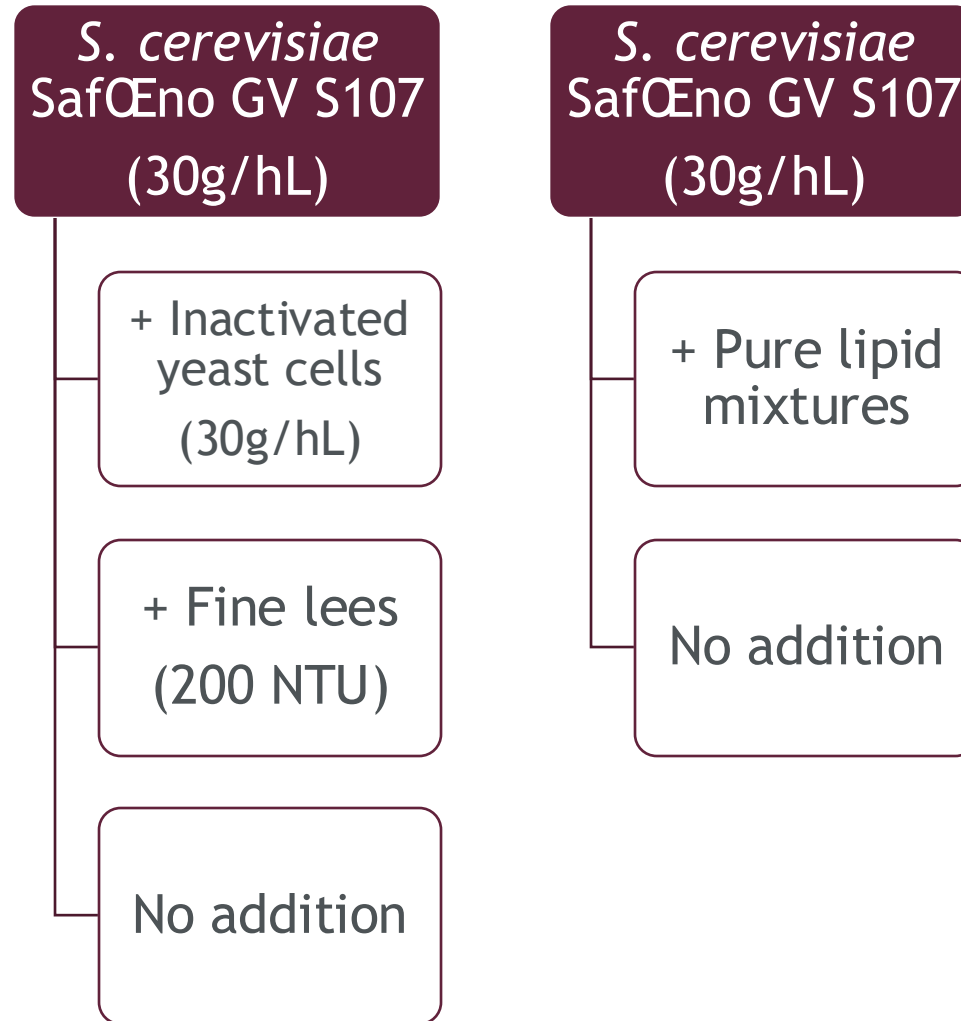 S. cerevisiae
SafŒno GV S107
(30g/hL)
+ Inactivated
yeast cells
(30g/hL)
+ Fine lees
(200 NTU)
No addition
S. cerevisiae
SafŒno GV S107
(30g/hL)
+ Pure lipid
mixtures
No addition